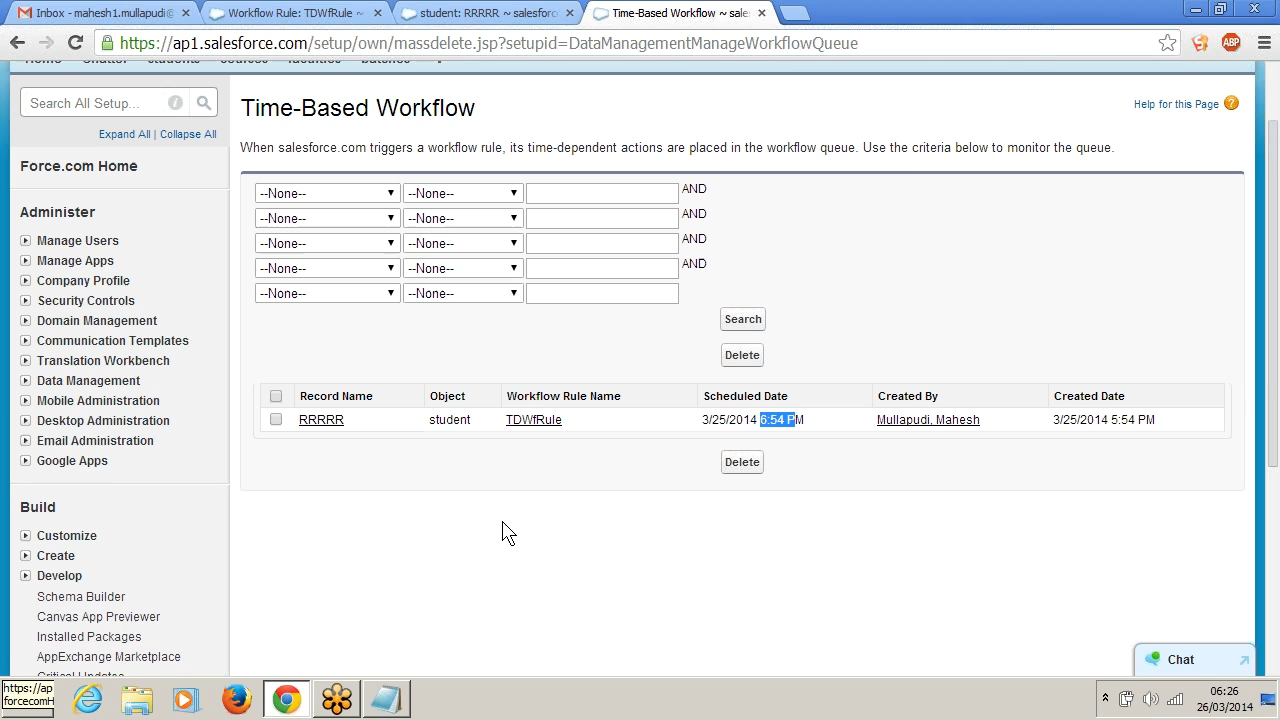 Inbox - mahesh1.mullapudi@
Workflow Rule: TDWfRule ~
student: RRRRR ~ salesforc
Time-Based Workflow ~ sale
https://ap1.salesforce.com/setup/own/massdelete.jsp?setupid=DataManagementManageWorkflowQueue
ABP
Search All Setup... i
Expand All | Collapse All
Force.com Home
Administer
Manage Users
Manage Apps
Company Profile
Security Controls
Domain Management
Communication Templates
Translation Workbench
Data Management
Mobile Administration
Desktop Administration
Email Administration
Google Apps
Build
Customize
Create
Develop
Schema Builder
Canvas App Previewer
Installed Packages
AppExchange Marketplace
Time-Based Workflow
Help for this Page ?
When salesforce.com triggers a workflow rule, its time-dependent actions are placed in the workflow queue. Use the criteria below to monitor the queue.
--None-- --None-- AND
--None-- --None-- AND
--None-- --None-- AND
--None-- --None-- AND
--None-- --None--
Search
Delete
Record Name Object Workflow Rule Name Scheduled Date Created By Created Date
RRRRR student TDWfRule 3/25/2014 6:54 PM Mullapudi, Mahesh 3/25/2014 5:54 PM
Delete
Chat
https://ap
forcecomH
06:26
26/03/2014